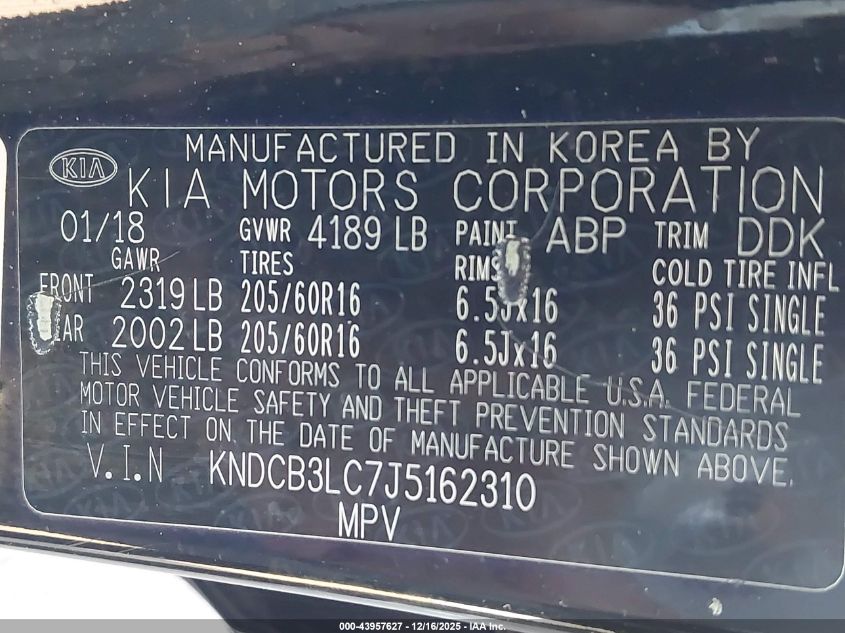 KIA
MANUFACTURED IN KOREA BY
KIA MOTORS CORPORATION
01/18 GVWR 4189 LB PAINT ABP TRIM DDK
GAWR TIRES RIMS COLD TIRE INFL
FRONT 2319 LB 205/60R16 6.5Jx16 36 PSI SINGLE
AR 2002 LB 205/60R16 6.5Jx16 36 PSI SINGLE
THIS VEHICLE CONFORMS TO ALL APPLICABLE U.S.A. FEDERAL
MOTOR VEHICLE SAFETY AND THEFT PREVENTION STANDARDS
IN EFFECT ON THE DATE OF MANUFACTURE SHOWN ABOVE.
V.I.N KNDCB3LC7J5162310
MPV
000-43957627 - 12/16/2025 - IAA Inc.